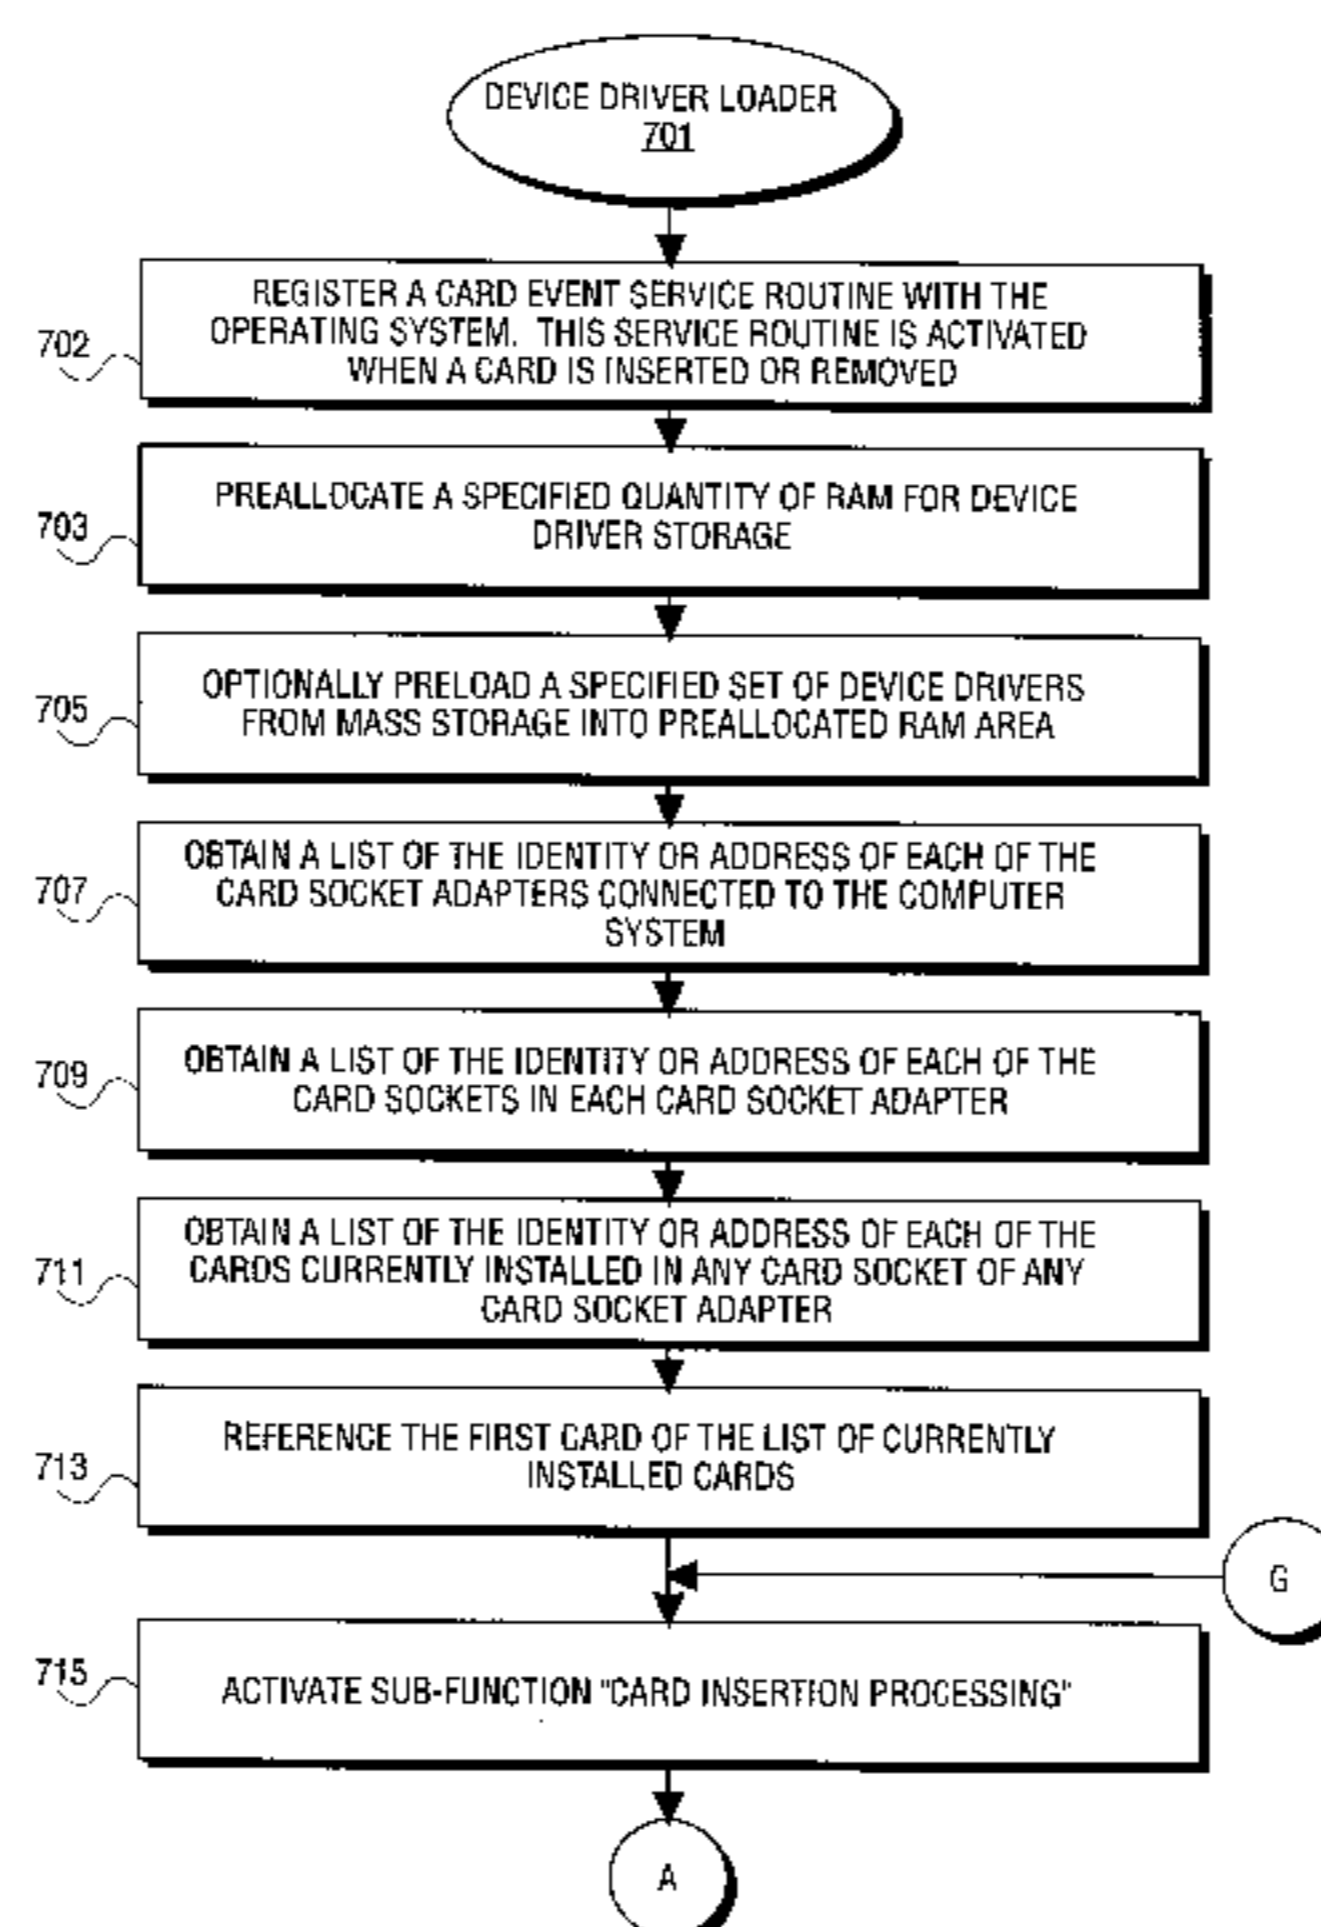 DEVICE DRIVER LOADER
701
REGISTER A CARD EVENT SERVICE ROUTINE WITH THE
OPERATING SYSTEM. THIS SERVICE ROUTINE IS ACTIVATED
WHEN A CARD IS INSERTED OR REMOVED
702
PREALLOCATE A SPECIFIED QUANTITY OF RAM FOR DEVICE
DRIVER STORAGE
703
OPTIONALLY PRELOAD A SPECIFIED SET OF DEVICE DRIVERS
FROM MASS STORAGE INTO PREALLOCATED RAM AREA
705
OBTAIN A LIST OF THE IDENTITY OR ADDRESS OF EACH OF THE
CARD SOCKET ADAPTERS CONNECTED TO THE COMPUTER
SYSTEM
707
OBTAIN A LIST OF THE IDENTITY OR ADDRESS OF EACH OF THE
CARD SOCKETS IN EACH CARD SOCKET ADAPTER
709
OBTAIN A LIST OF THE IDENTITY OR ADDRESS OF EACH OF THE
CARDS CURRENTLY INSTALLED IN ANY CARD SOCKET OF ANY
CARD SOCKET ADAPTER
711
REFERENCE THE FIRST CARD OF THE LIST OF CURRENTLY
INSTALLED CARDS
713
G
ACTIVATE SUB-FUNCTION "CARD INSERTION PROCESSING"
715
A